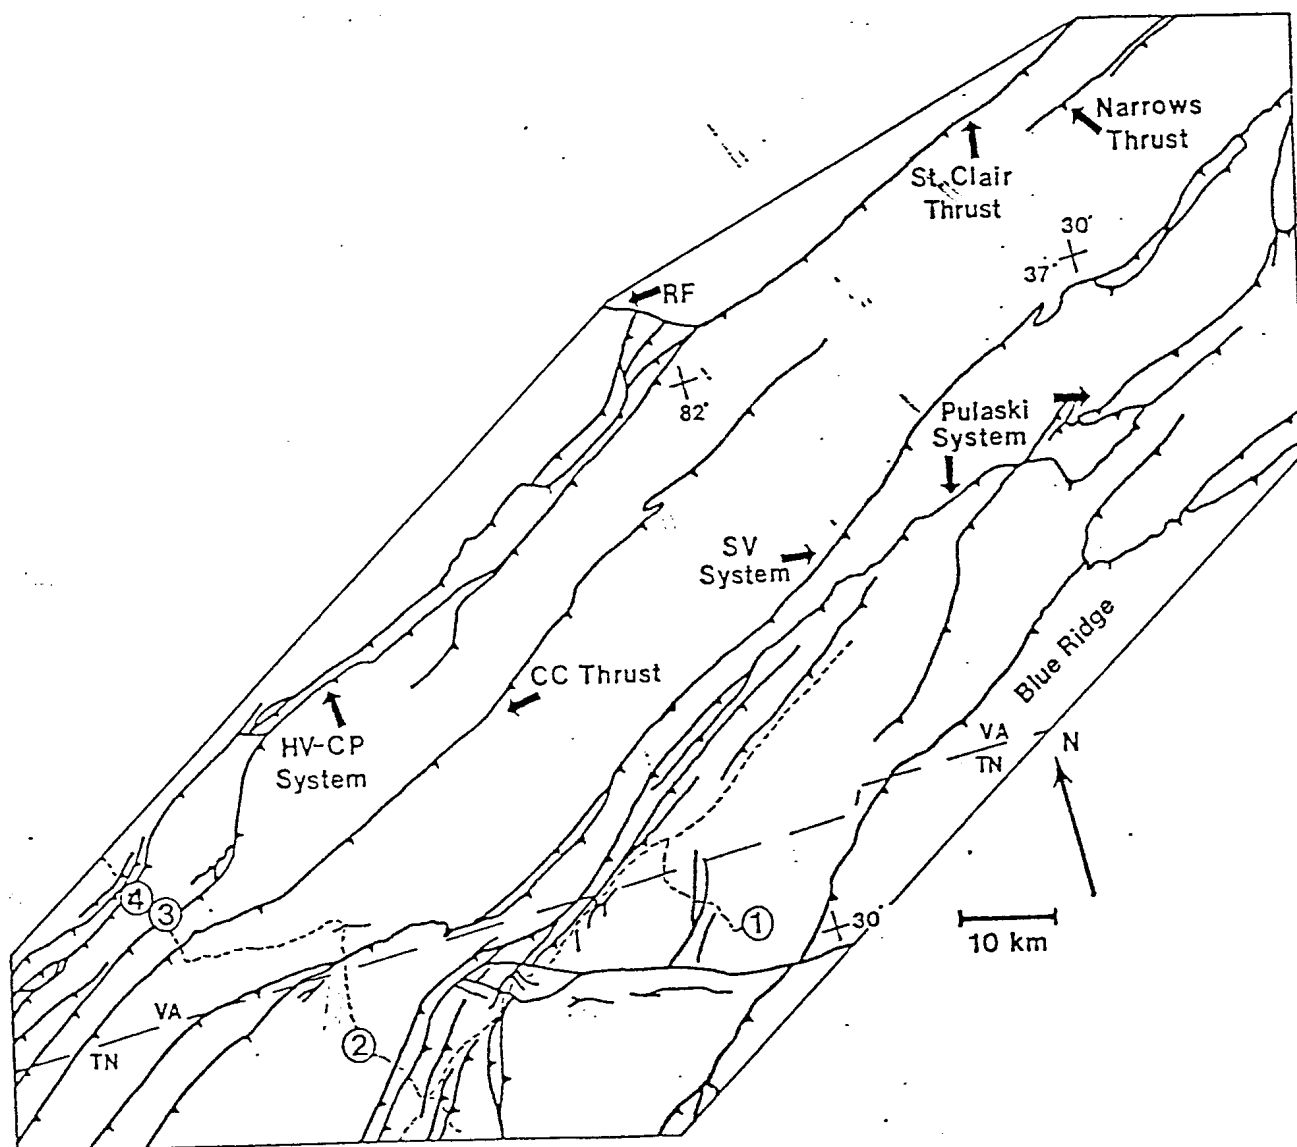 Narrows
Thrust
St. Clair
Thrust
30'
37°
RF
82°
Pulaski
System
SV
System
CC Thrust
HV-CP
System
Blue Ridge
VA
TN
N
4
3
1
30'
10 km
VA
TN
2